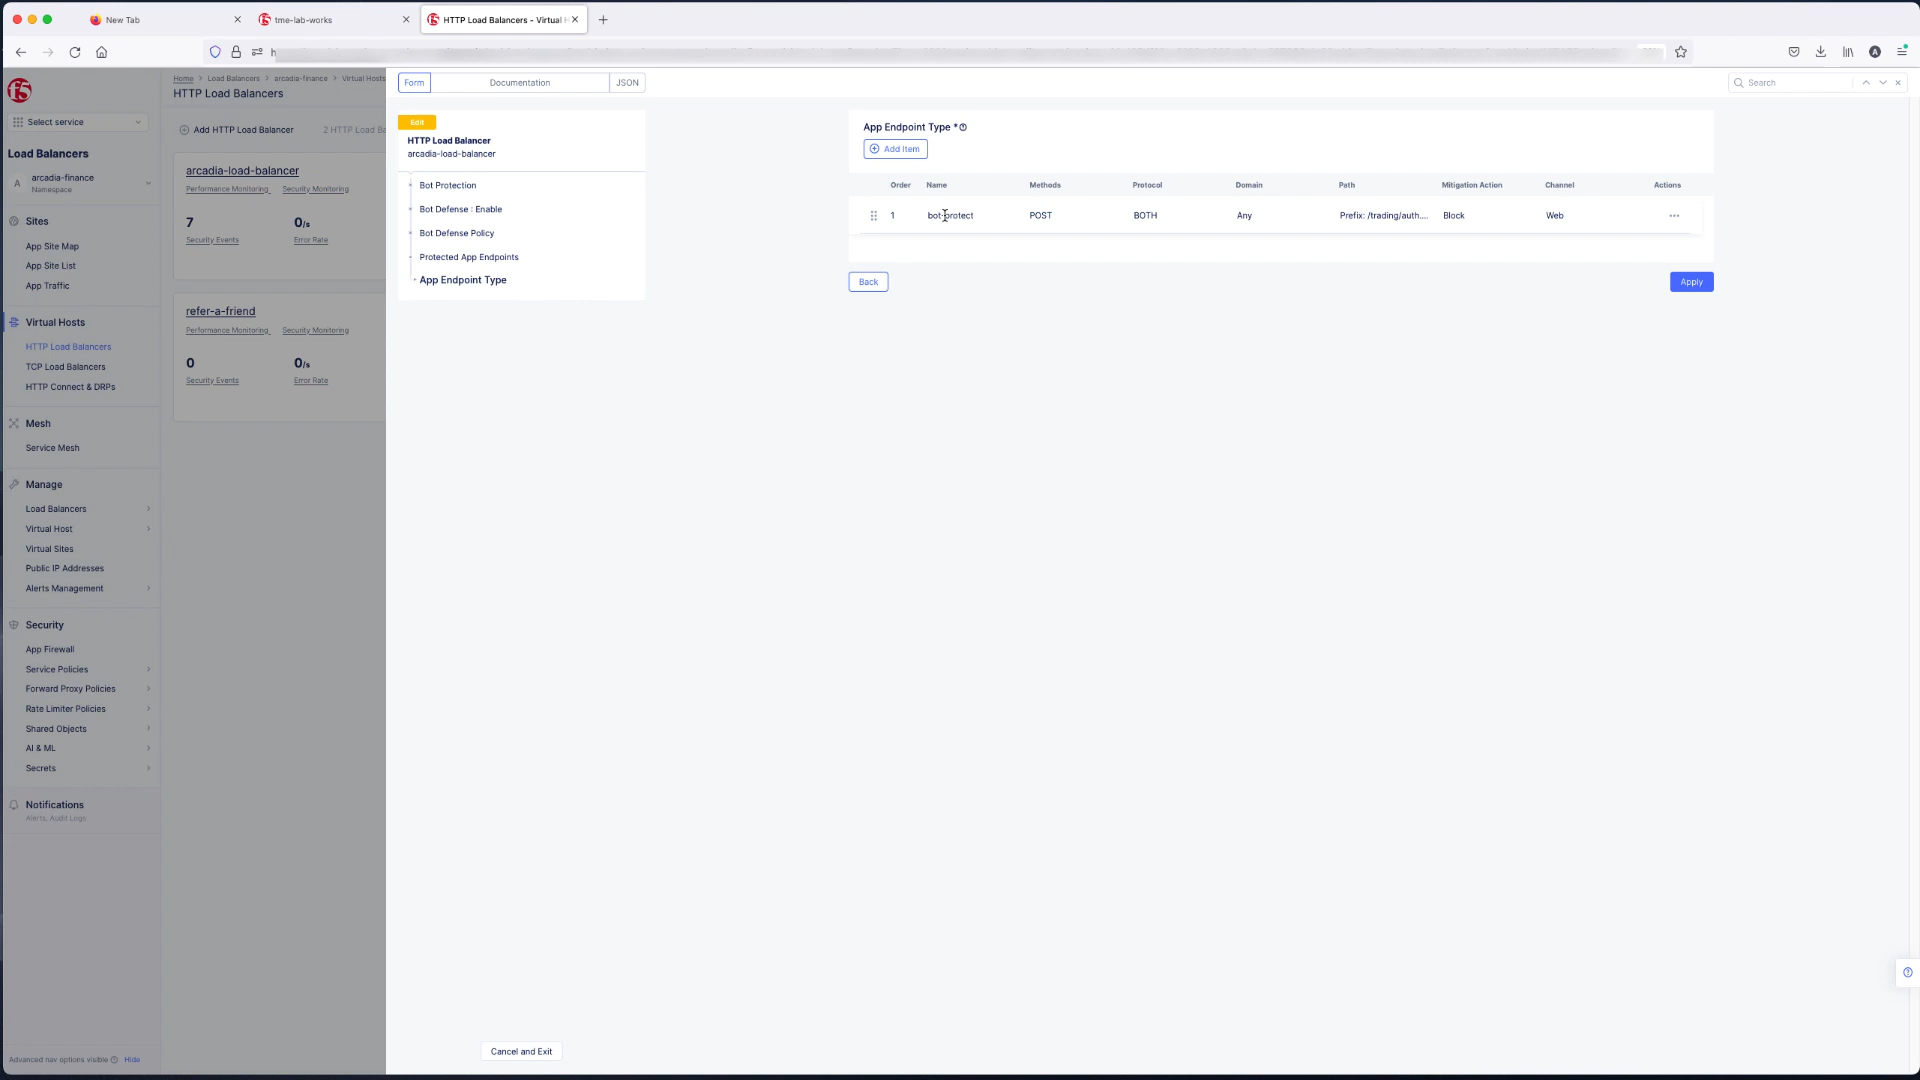 New Tab
tme-lab-works
HTTP Load Balancers - Virtual H
Home > Load Balancers > arcadia-finance > Virtual Hosts
HTTP Load Balancers
Select service
Add HTTP Load Balancer
2 HTTP Load Ba
Load Balancers
arcadia-finance
Namespace
arcadia-load-balancer
Performance Monitoring
Security Monitoring
7
0/s
Security Events
Error Rate
refer-a-friend
Performance Monitoring
Security Monitoring
0
0/s
Security Events
Error Rate
Sites
App Site Map
App Site List
App Traffic
Virtual Hosts
HTTP Load Balancers
TCP Load Balancers
HTTP Connect & DRPs
Mesh
Service Mesh
Manage
Load Balancers
Virtual Host
Virtual Sites
Public IP Addresses
Alerts Management
Security
App Firewall
Service Policies
Forward Proxy Policies
Rate Limiter Policies
Shared Objects
AI & ML
Secrets
Notifications
Alerts, Audit Logs
Advanced nav options visible
Hide
Form
Documentation
JSON
Search
Edit
HTTP Load Balancer
arcadia-load-balancer
Bot Protection
Bot Defense : Enable
Bot Defense Policy
Protected App Endpoints
App Endpoint Type
App Endpoint Type *
Add Item
Order Name Methods Protocol Domain Path Mitigation Action Channel Actions
1 bot-protect POST BOTH Any Prefix: /trading/auth.... Block Web
Back
Apply
Cancel and Exit